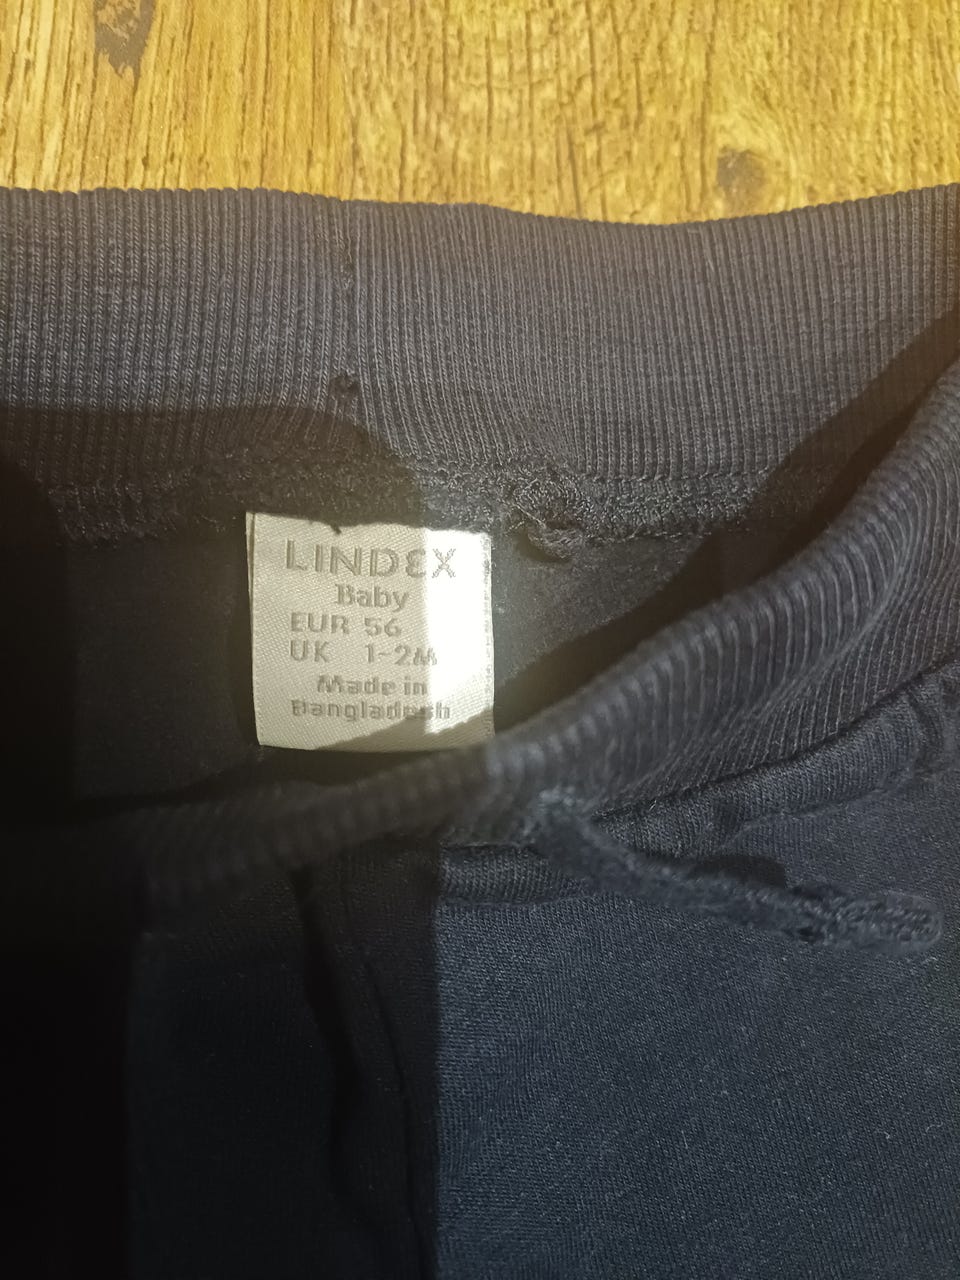 LINDEX
Baby
EUR 56
UK 1-2M
Made in
Bangladesh